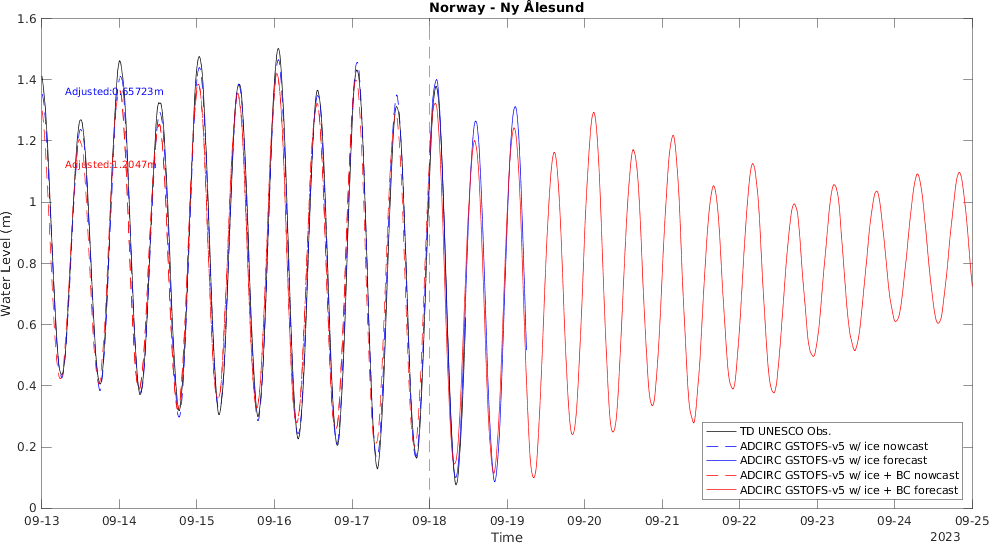 Norway - Ny Ålesund
1.6
1.4
1.2
1
0.8
0.6
0.4
0.2
0
Water Level (m)
Adjusted:0.65723m
Adjusted:1.2047m
TD UNESCO Obs.
ADCIRC GSTOFS-v5 w/ ice nowcast
ADCIRC GSTOFS-v5 w/ ice forecast
ADCIRC GSTOFS-v5 w/ ice + BC nowcast
ADCIRC GSTOFS-v5 w/ ice + BC forecast
09-13 09-14 09-15 09-16 09-17 09-18 09-19 09-20 09-21 09-22 09-23 09-24 09-25
Time
2023